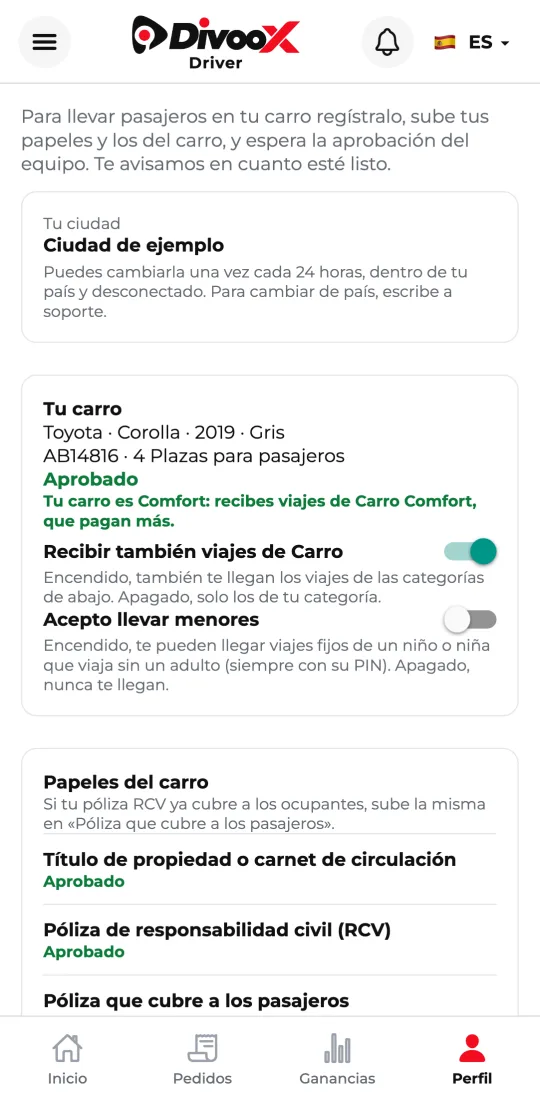 DivooX
Driver
ES
Para llevar pasajeros en tu carro regístralo, sube tus
papeles y los del carro, y espera la aprobación del
equipo. Te avisamos en cuanto esté listo.
Tu ciudad
Ciudad de ejemplo
Puedes cambiarla una vez cada 24 horas, dentro de tu
país y desconectado. Para cambiar de país, escribe a
soporte.
Tu carro
Toyota · Corolla · 2019 · Gris
AB14816 · 4 Plazas para pasajeros
Aprobado
Tu carro es Comfort: recibes viajes de Carro Comfort,
que pagan más.
Recibir también viajes de Carro
Encendido, también te llegan los viajes de las categorías
de abajo. Apagado, solo los de tu categoría.
Acepto llevar menores
Encendido, te pueden llegar viajes fijos de un niño o niña
que viaja sin un adulto (siempre con su PIN). Apagado,
nunca te llegan.
Papeles del carro
Si tu póliza RCV ya cubre a los ocupantes, sube la misma
en «Póliza que cubre a los pasajeros».
Título de propiedad o carnet de circulación
Aprobado
Póliza de responsabilidad civil (RCV)
Aprobado
Póliza que cubre a los pasajeros
Inicio
Pedidos
Ganancias
Perfil